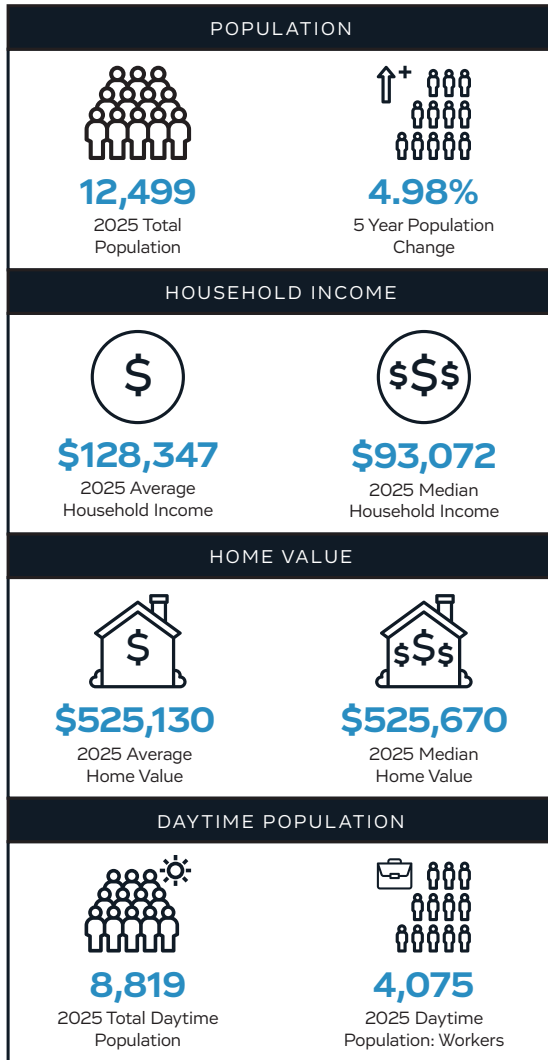 POPULATION
12,499
2025 Total
Population
4.98%
5 Year Population
Change
HOUSEHOLD INCOME
$
$128,347
2025 Average
Household Income
$$$
$93,072
2025 Median
Household Income
HOME VALUE
$
$525,130
2025 Average
Home Value
$$$
$525,670
2025 Median
Home Value
DAYTIME POPULATION
8,819
2025 Total Daytime
Population
4,075
2025 Daytime
Population: Workers